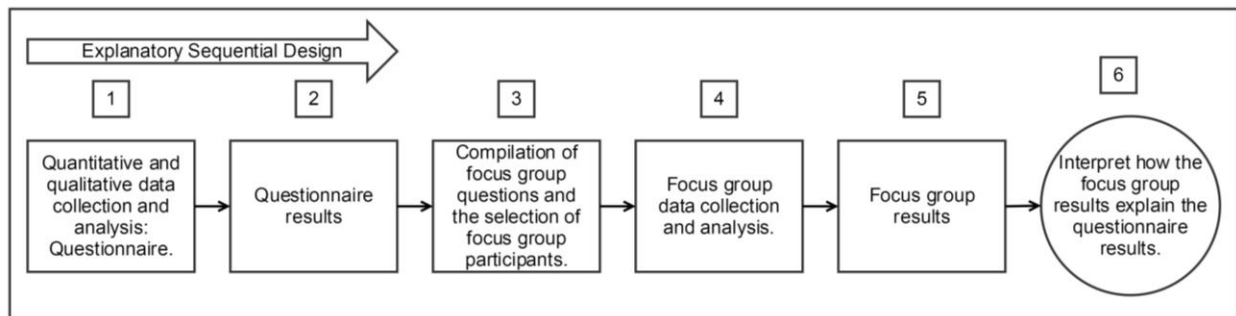 Explanatory Sequential Design
1
2
3
4
5
6
Quantitative and
qualitative data
collection and
analysis:
Questionnaire.
Questionnaire
results
Compilation of
focus group
questions and
the selection of
focus group
participants.
Focus group
data collection
and analysis.
Focus group
results
Interpret how the
focus group
results explain the
questionnaire
results.